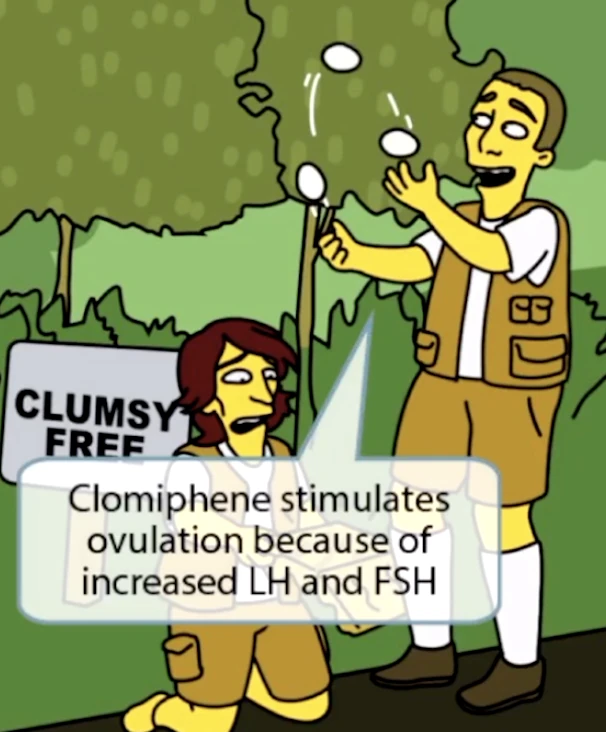 CLUMSY
FREE
Clomiphene stimulates
ovulation because of
increased LH and FSH